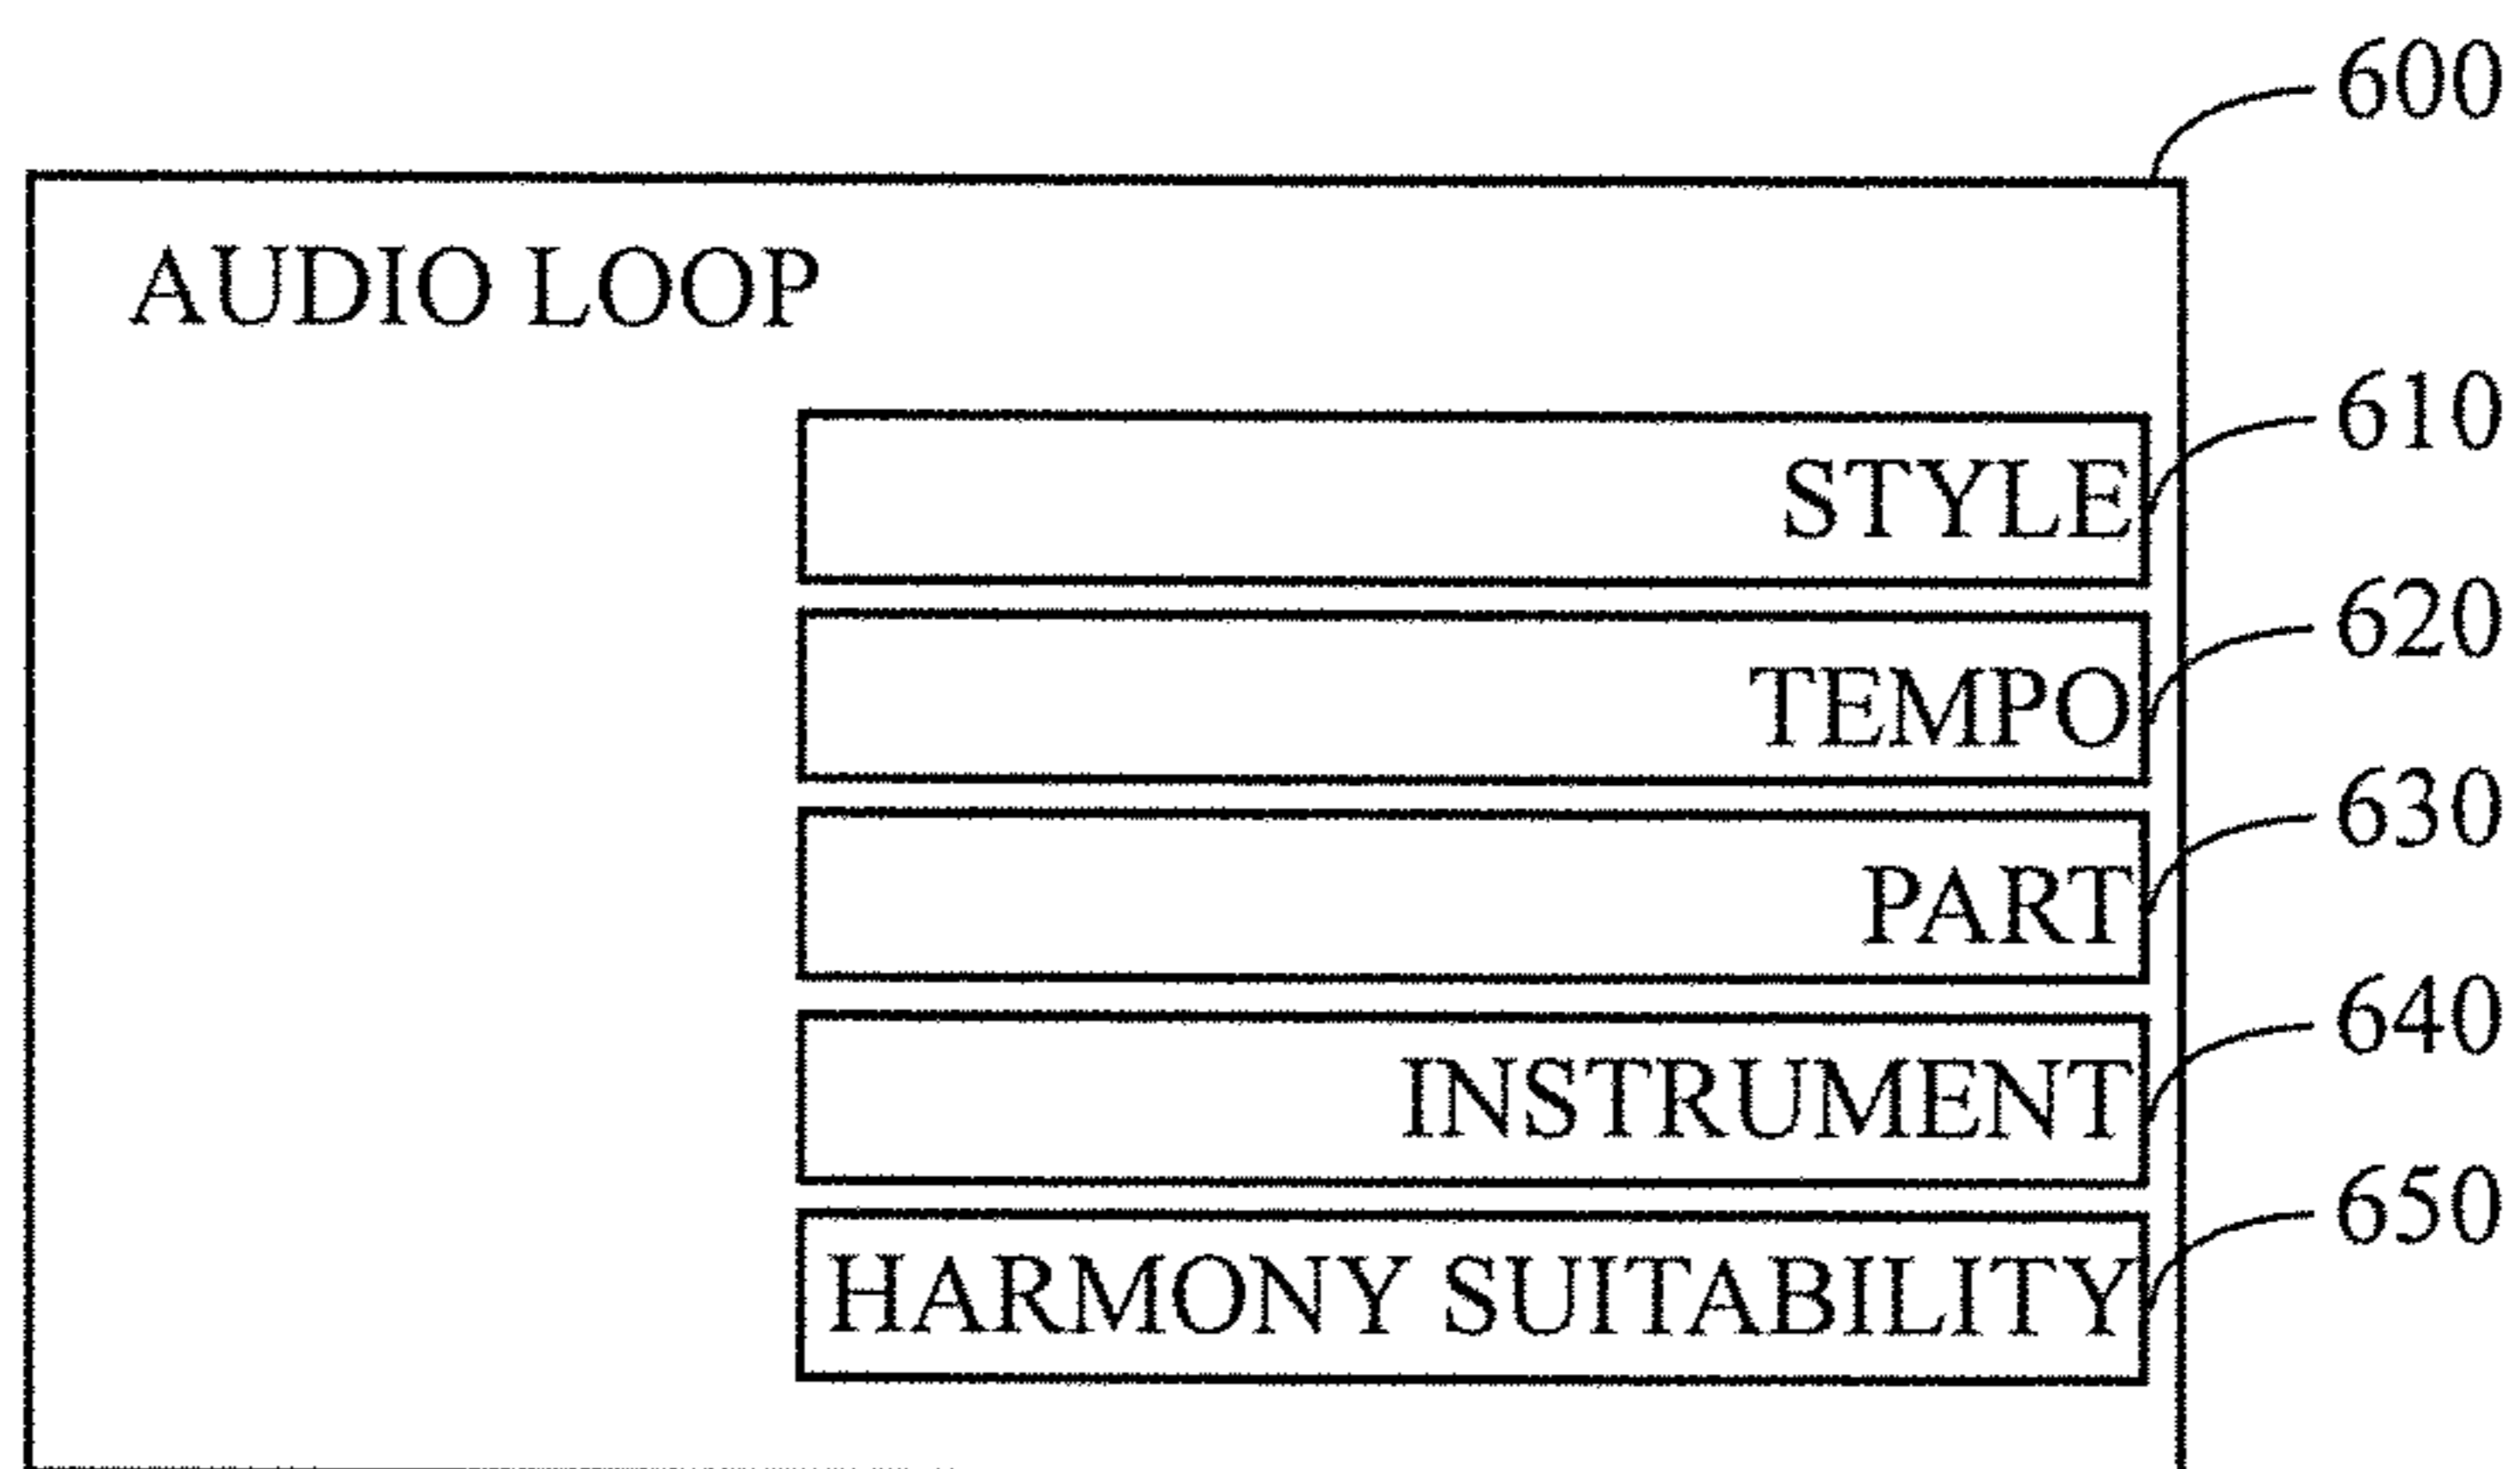 600
AUDIO LOOP
610
STYLE
620
TEMPO
630
PART
640
INSTRUMENT
650
HARMONY SUITABILITY